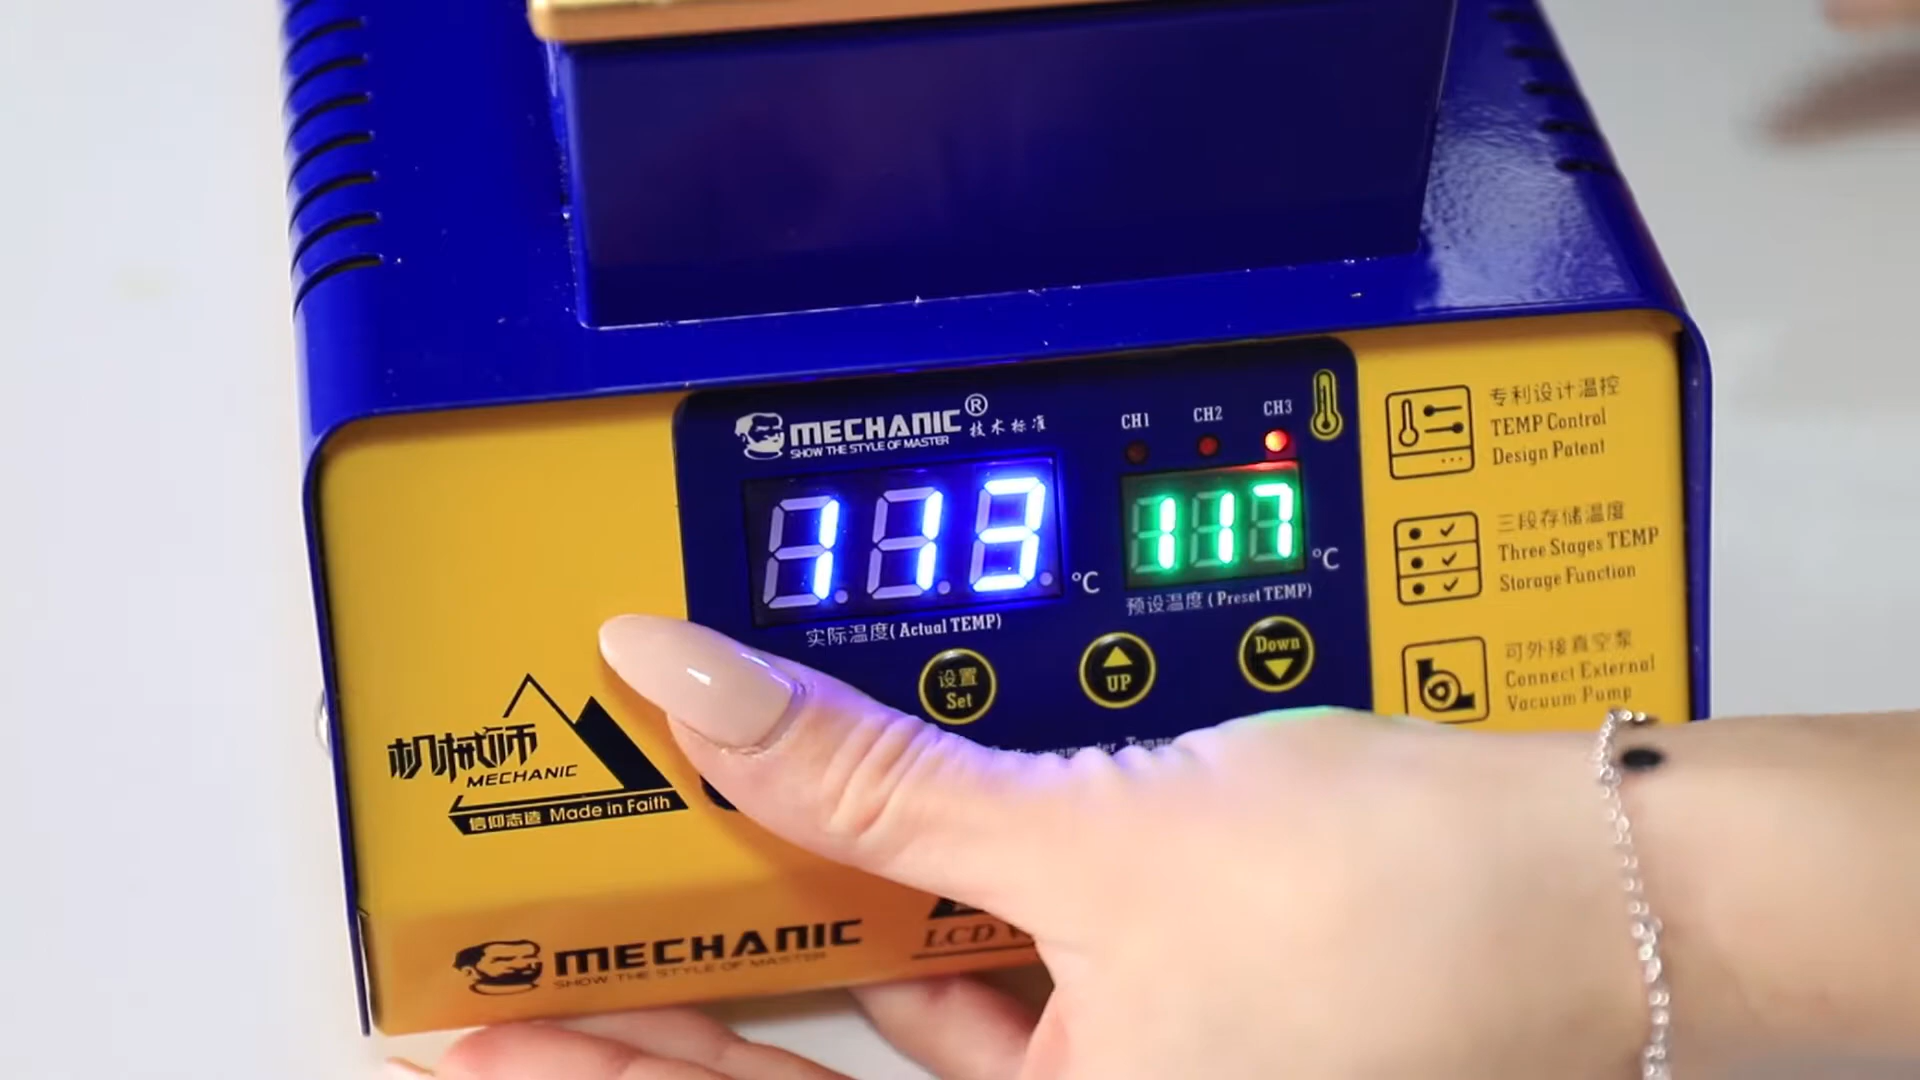 MECHANIC®
技术标准
SHOW THE STYLE OF MASTER
CH1 CH2 CH3
113 °C
117 °C
实际温度(Actual TEMP)
预设温度(Preset TEMP)
设置
Set
UP
Down
专利设计温控
TEMP Control
Design Patent
三段存储温度
Three Stages TEMP
Storage Function
可外接真空泵
Connect External
Vacuum Pump
机械师
MECHANIC
信仰志造 Made in Faith
MECHANIC
SHOW THE STYLE OF MASTER
LCD